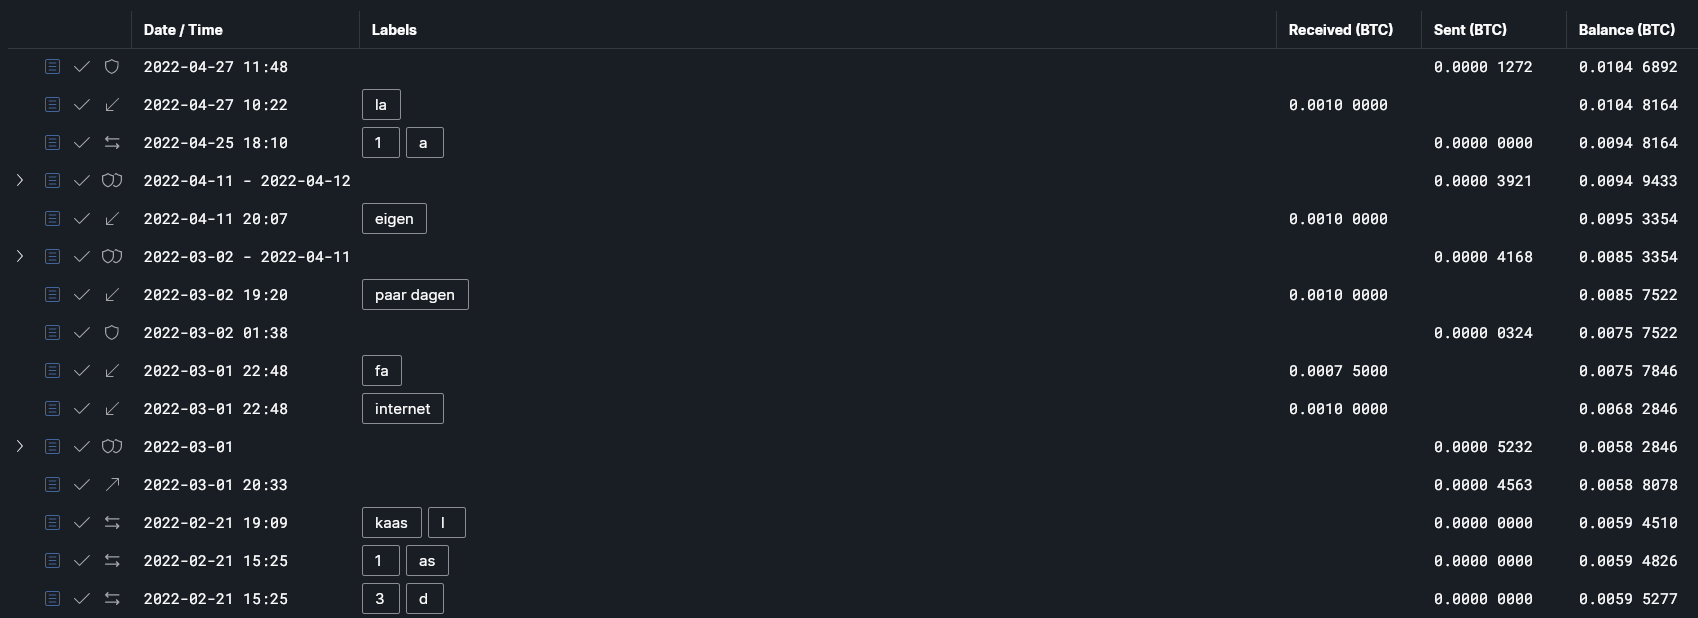 Date / Time Labels Received (BTC) Sent (BTC) Balance (BTC)
2022-04-27 11:48 0.0000 1272 0.0104 6892
2022-04-27 10:22 la 0.0010 0000 0.0104 8164
2022-04-25 18:10 1 a 0.0000 0000 0.0094 8164
2022-04-11 - 2022-04-12 0.0000 3921 0.0094 9433
2022-04-11 20:07 eigen 0.0010 0000 0.0095 3354
2022-03-02 - 2022-04-11 0.0000 4168 0.0085 3354
2022-03-02 19:20 paar dagen 0.0010 0000 0.0085 7522
2022-03-02 01:38 0.0000 0324 0.0075 7522
2022-03-01 22:48 fa 0.0007 5000 0.0075 7846
2022-03-01 22:48 internet 0.0010 0000 0.0068 2846
2022-03-01 0.0000 5232 0.0058 2846
2022-03-01 20:33 0.0000 4563 0.0058 8078
2022-02-21 19:09 kaas l 0.0000 0000 0.0059 4510
2022-02-21 15:25 1 as 0.0000 0000 0.0059 4826
2022-02-21 15:25 3 d 0.0000 0000 0.0059 5277